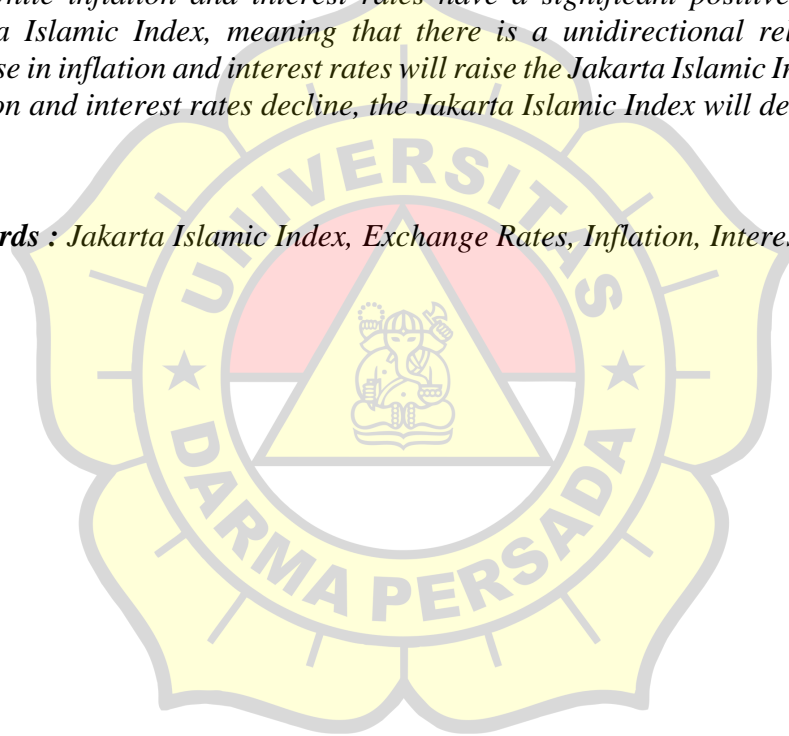 while inflation and interest rates have a significant positive
a Islamic Index, meaning that there is a unidirectional rel
se in inflation and interest rates will raise the Jakarta Islamic In
on and interest rates decline, the Jakarta Islamic Index will de
rds : Jakarta Islamic Index, Exchange Rates, Inflation, Interes
UNIVERSITAS
DARMA PERSADA